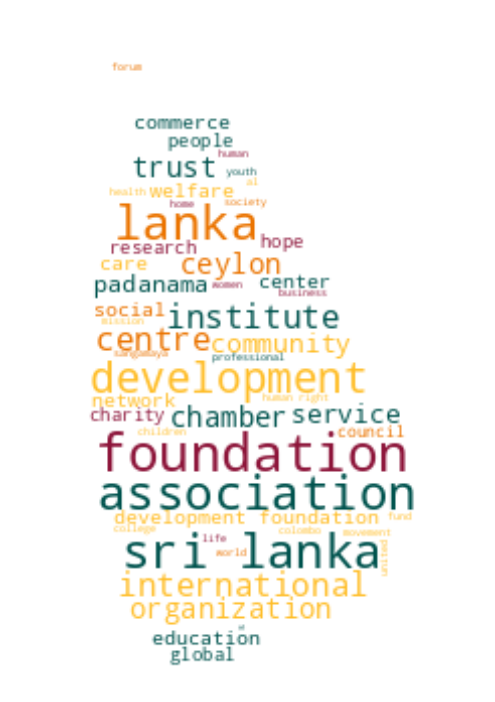 forum
commerce
people
human
trust youth
al
health welfare
home society
lanka
research hope
care ceylon
padanama women center
business
social institute
mission
centre community
sangamaya professional
development
network human right
charity chamber service
children council
foundation
association
development foundation fund
college colombo movement
life
sri lanka
world
united
international
organization
education
global